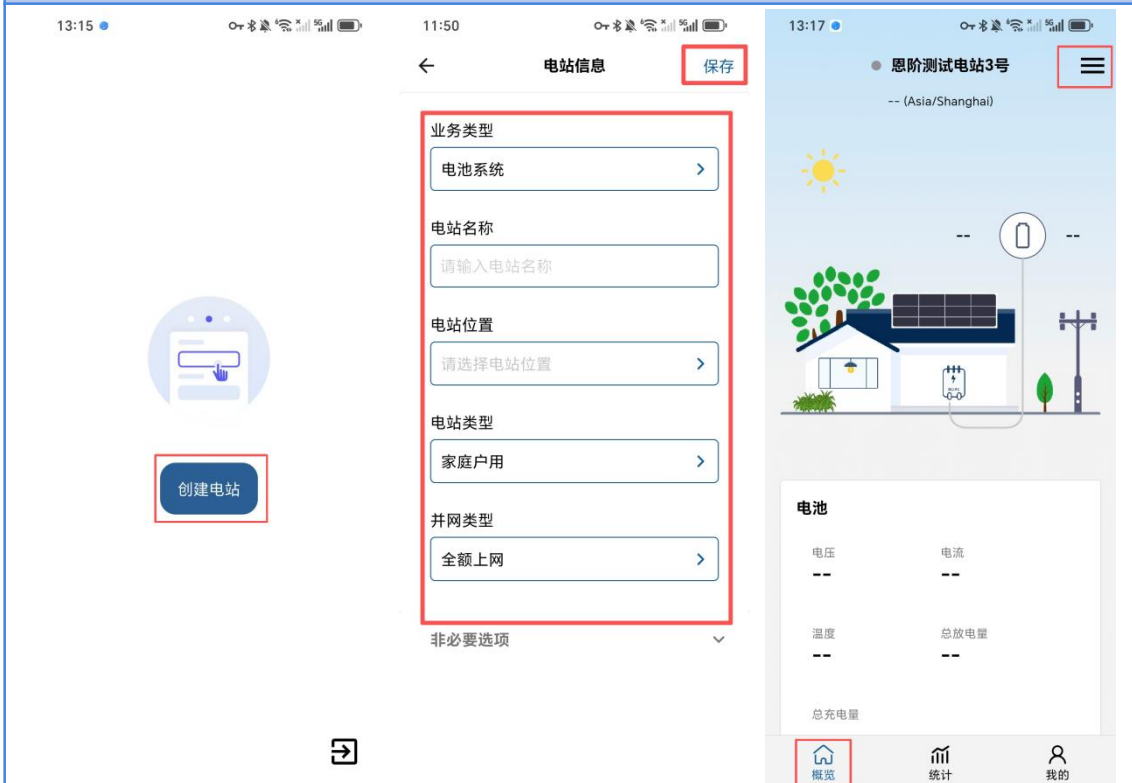 13:15
创建电站
11:50
电站信息
保存
业务类型
电池系统
电站名称
请输入电站名称
电站位置
请选择电站位置
电站类型
家庭户用
并网类型
全额上网
非必要选项
13:17
恩阶测试电站3号
-- (Asia/Shanghai)
-- --
电池
电压 电流
-- --
温度 总放电量
-- --
总充电量
概览 统计 我的